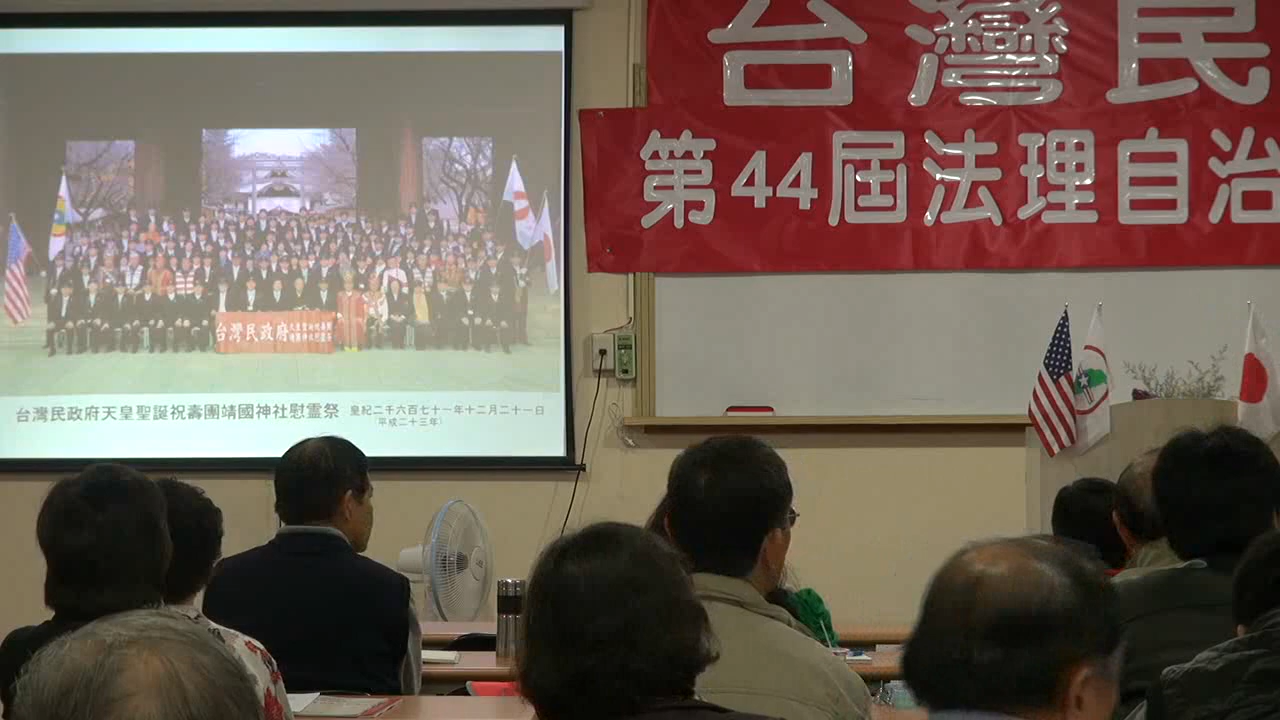 台灣民
第44屆法理自治
台灣民政府
台灣民政府天皇聖誕祝壽團靖國神社慰霊祭 皇紀二千六百七十一年十二月二十一日
(平成二十三年)